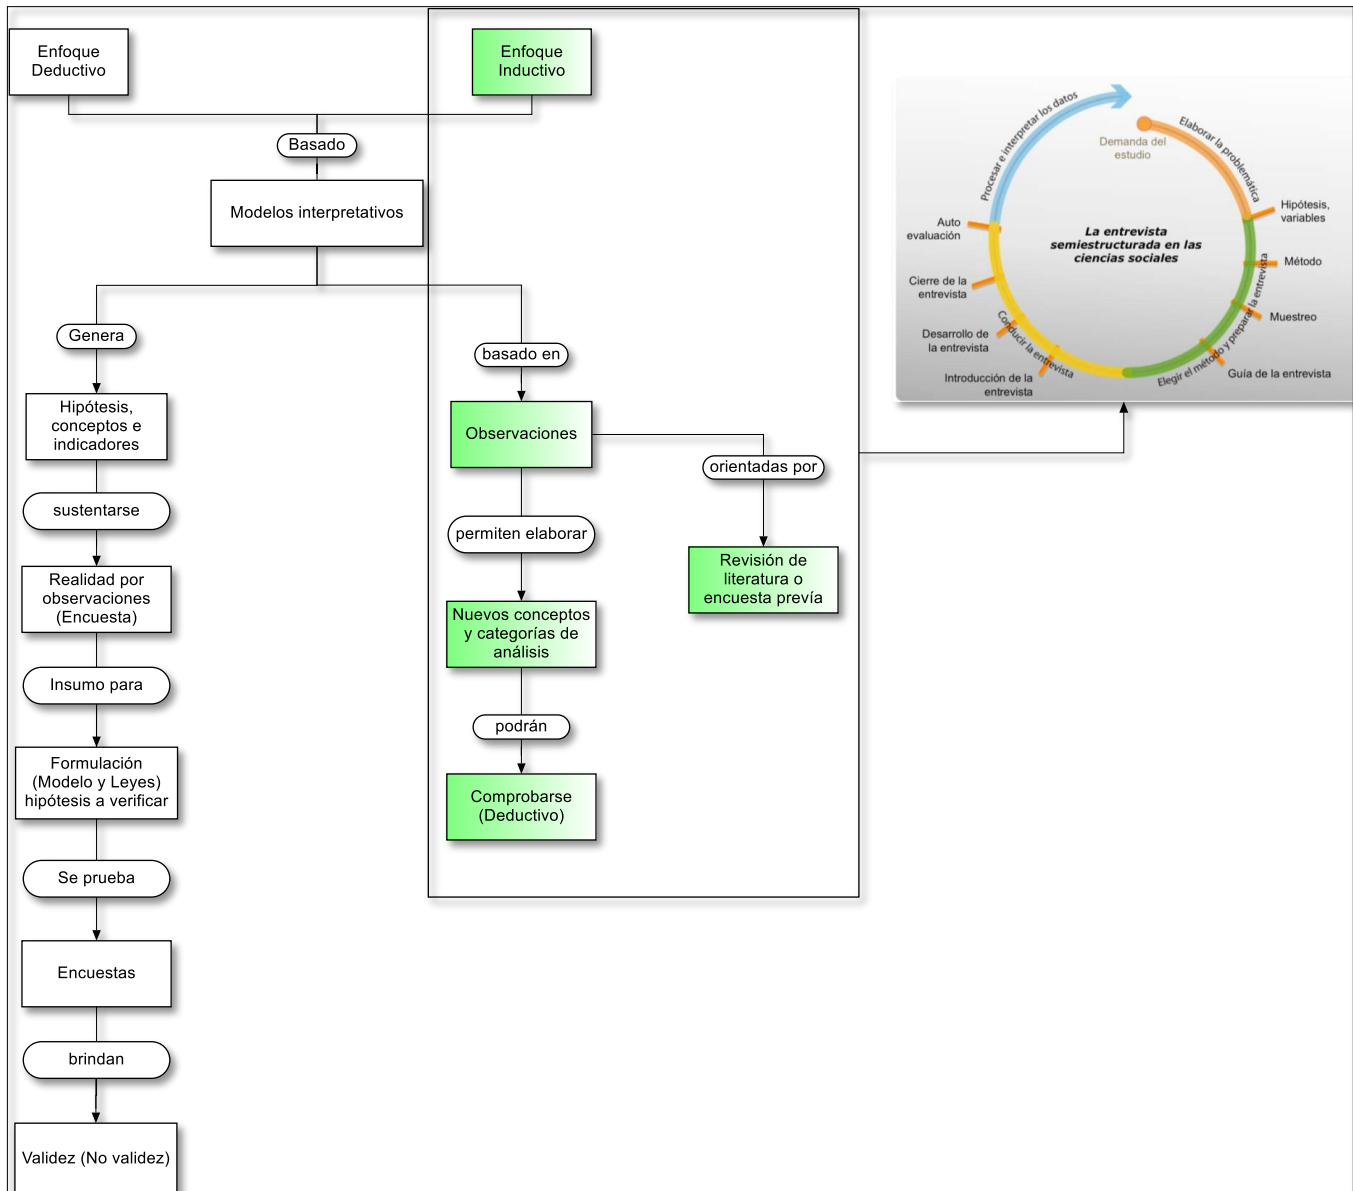 Enfoque
Deductivo
Enfoque
Inductivo
Basado
Modelos interpretativos
Genera
Hipótesis,
conceptos e
indicadores
sustentarse
Realidad por
observaciones
(Encuesta)
Insumo para
Formulación
(Modelo y Leyes)
hipótesis a verificar
Se prueba
Encuestas
brindan
Validez (No validez)
basado en
Observaciones
orientadas por
Revisión de
literatura o
encuesta prevía
permiten elaborar
Nuevos conceptos
y categorías de
análisis
podrán
Comprobarse
(Deductivo)
La entrevista
semiestructurada en las
ciencias sociales
Demanda del
estudio
Elaborar la problemática
Hipótesis,
variables
Método
Muestreo
Guía de la entrevista
Elegir el método y preparar la entrevista
Introducción de la
entrevista
Desarrollo de
la entrevista
Conducir la entrevista
Cierre de la
entrevista
Auto
evaluación
Procesar e interpretar los datos